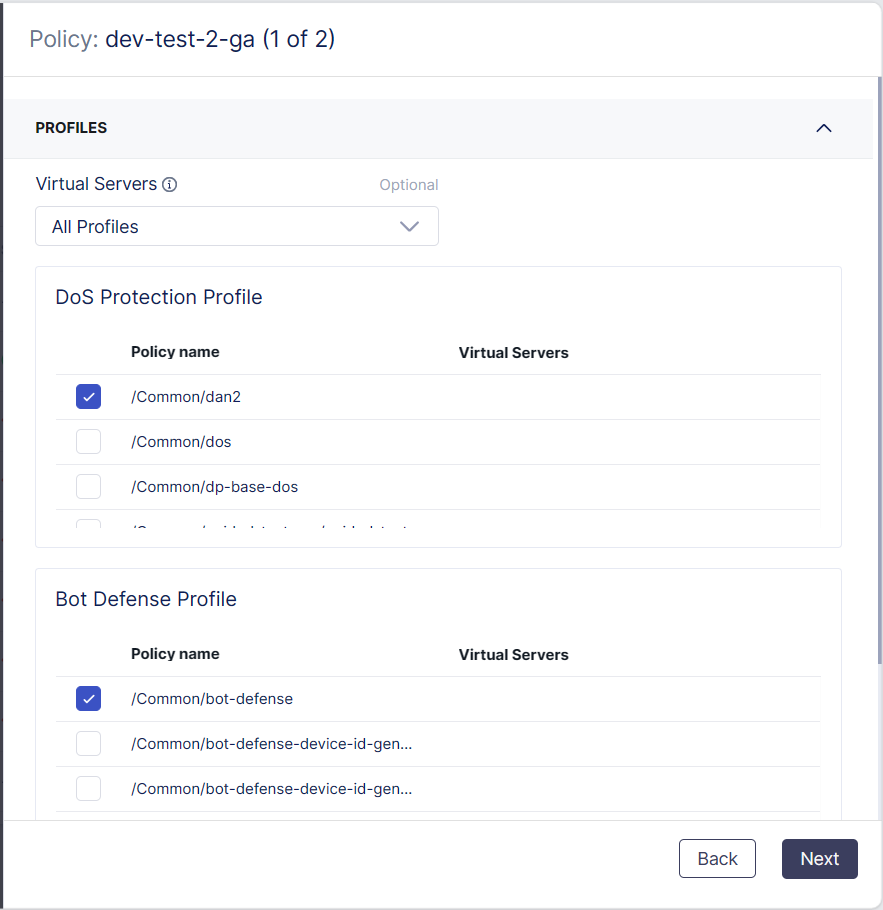 Policy: dev-test-2-ga (1 of 2)
PROFILES
Virtual Servers Optional
All Profiles
DoS Protection Profile
Policy name Virtual Servers
/Common/dan2
/Common/dos
/Common/dp-base-dos
Bot Defense Profile
Policy name Virtual Servers
/Common/bot-defense
/Common/bot-defense-device-id-gen...
/Common/bot-defense-device-id-gen...
Back Next